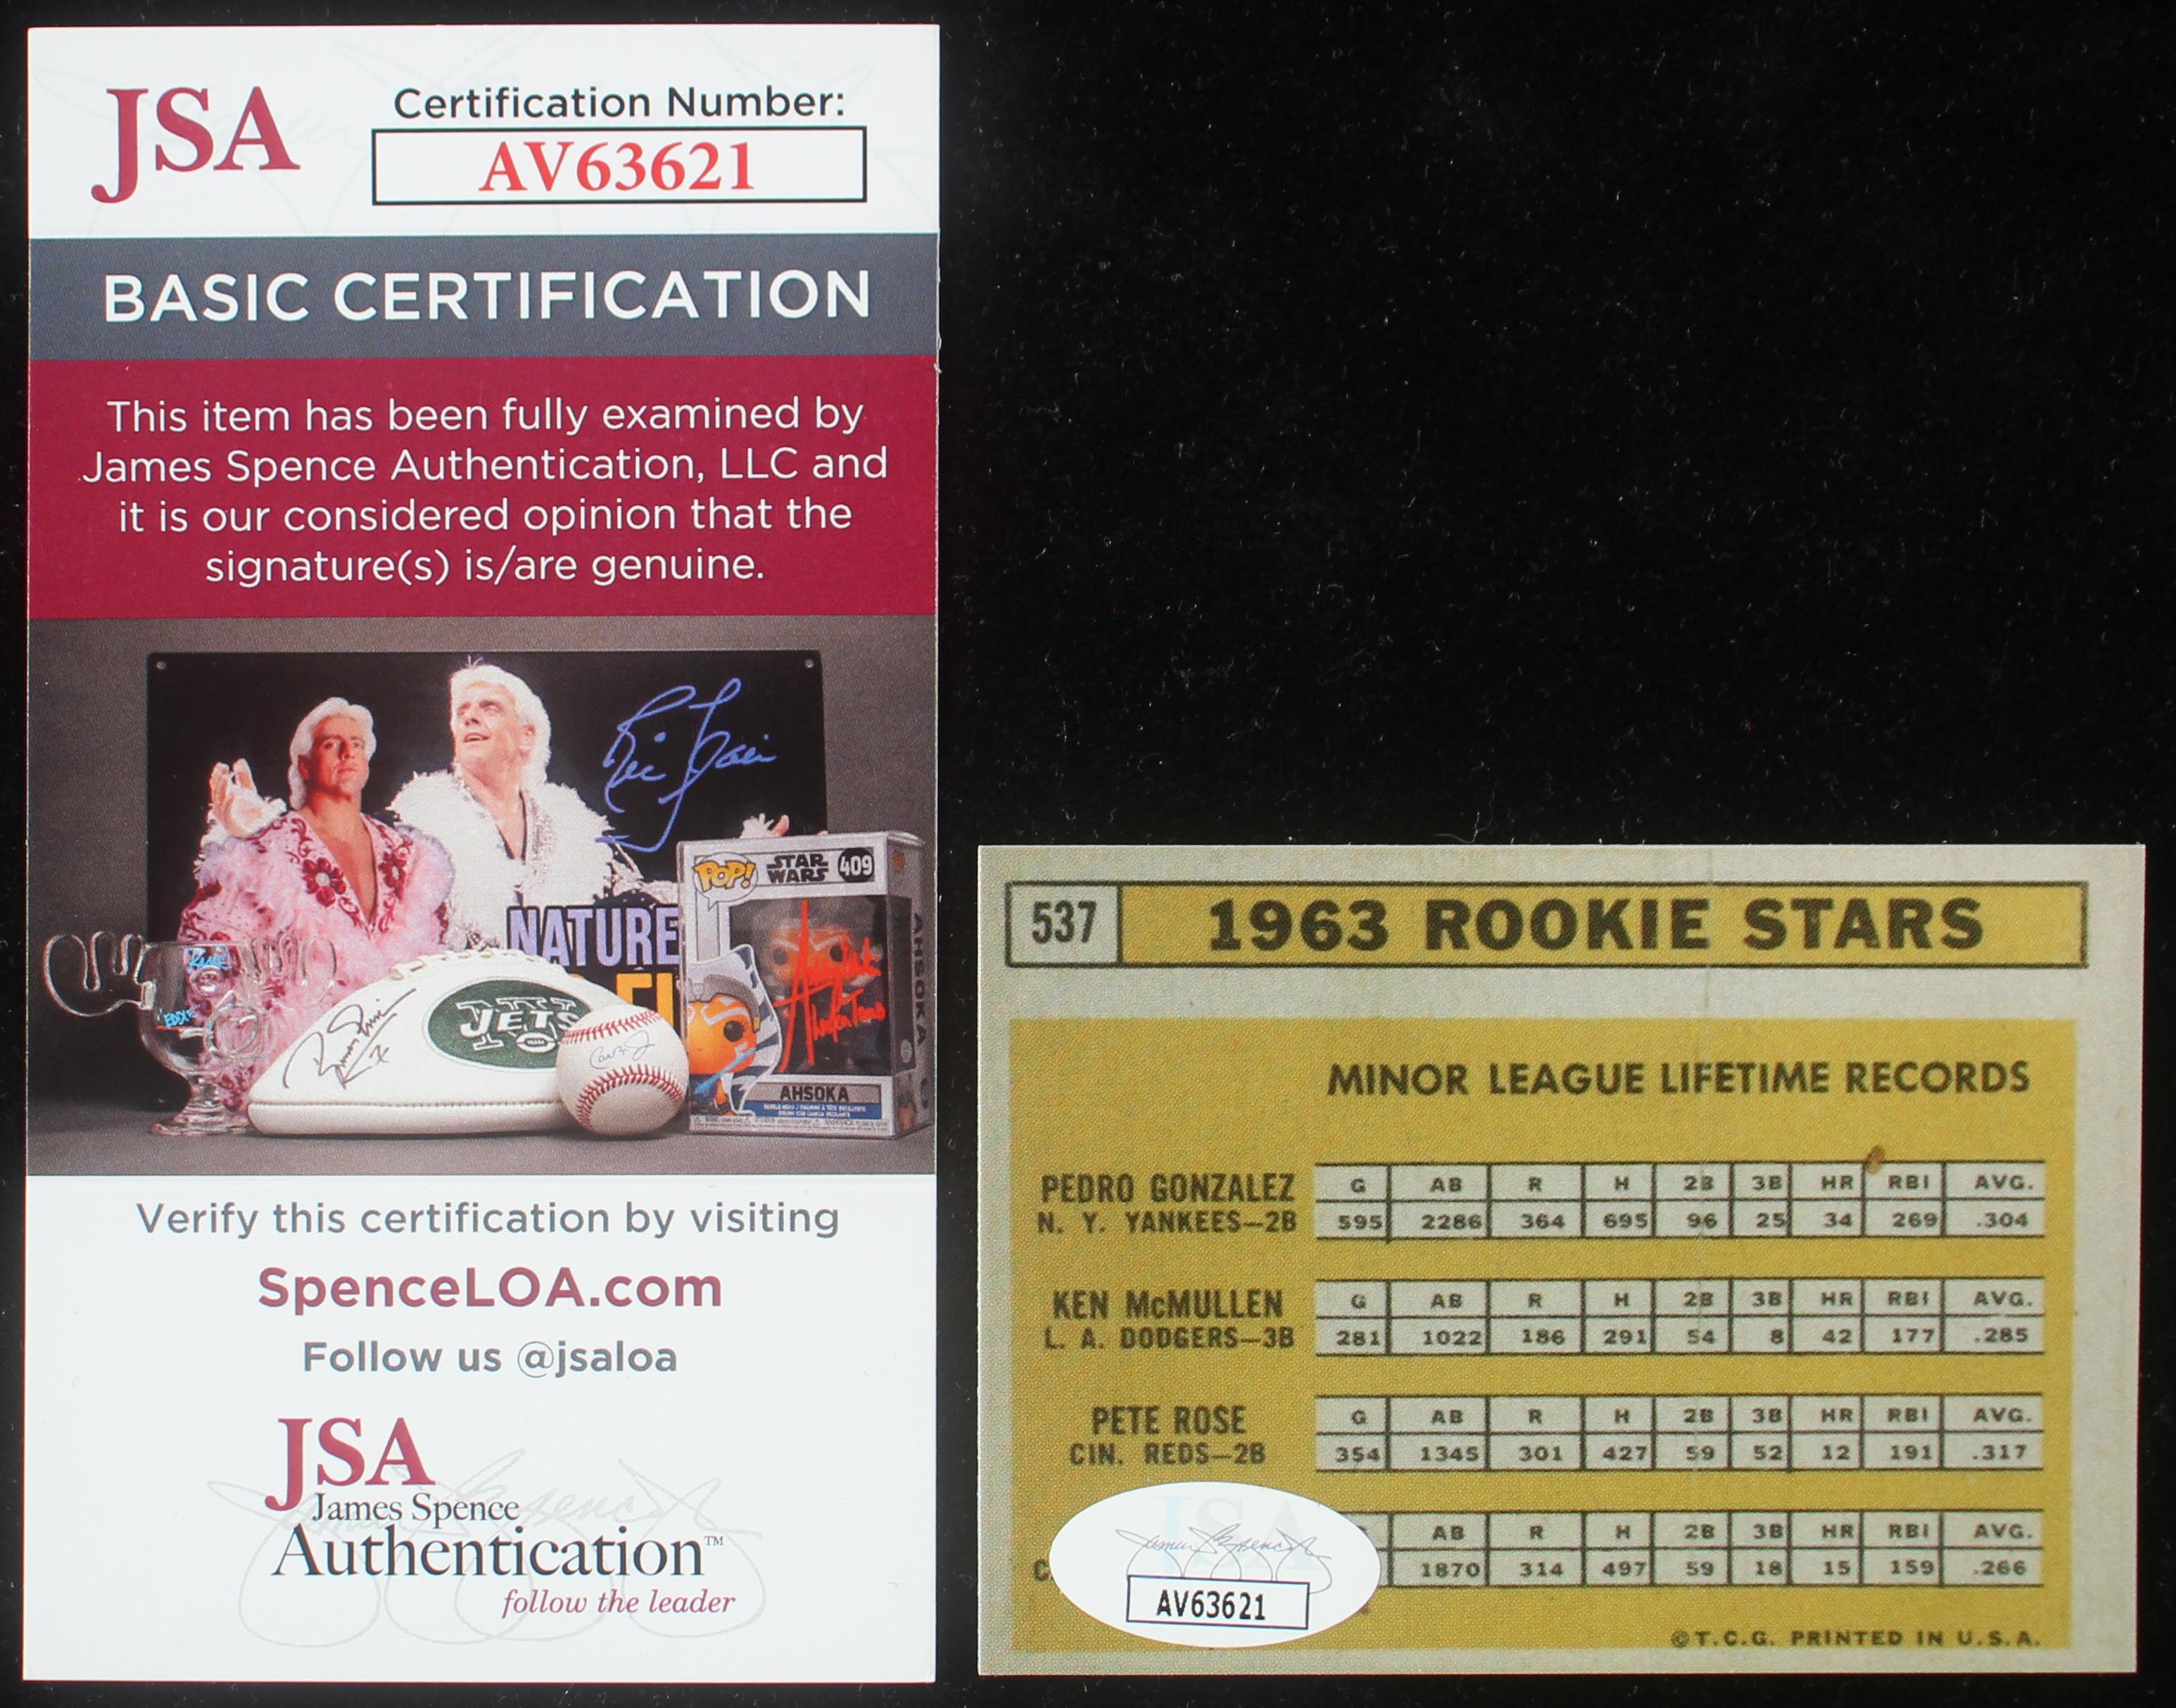 JSA
Certification Number:
AV63621
BASIC CERTIFICATION
This item has been fully examined by
James Spence Authentication, LLC and
it is our considered opinion that the
signature(s) is/are genuine.
Ric Flair
POP! STAR WARS 409
NATURE
JETS
AHSOKA
AHSOKA
Verify this certification by visiting
SpenceLOA.com
Follow us @jsaloa
JSA
James Spence
Authentication™
follow the leader
537 1963 ROOKIE STARS
MINOR LEAGUE LIFETIME RECORDS
PEDRO GONZALEZ G AB R H 2B 3B HR RBI AVG.
N. Y. YANKEES—2B 595 2286 364 695 96 25 34 269 .304
KEN McMULLEN G AB R H 2B 3B HR RBI AVG.
L. A. DODGERS—3B 281 1022 186 291 54 8 42 177 .285
PETE ROSE G AB R H 2B 3B HR RBI AVG.
CIN. REDS—2B 354 1345 301 427 59 52 12 191 .317
AB R H 2B 3B HR RBI AVG.
C 1870 314 497 59 18 15 159 .266
JSA
AV63621
©T.C.G. PRINTED IN U.S.A.